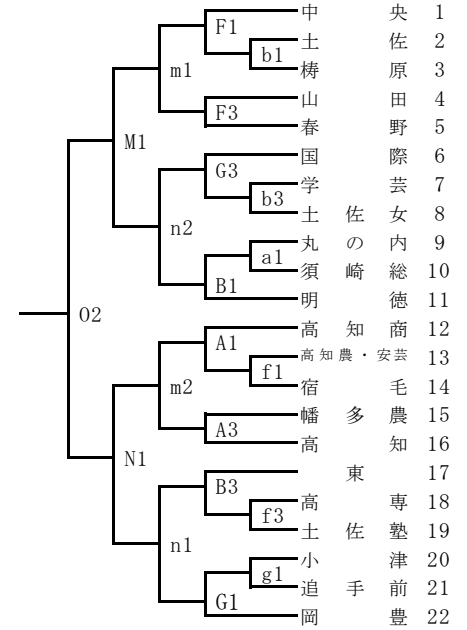 中央 1
F1
土佐 2
b1
梼原 3
m1
山田 4
F3
春野 5
M1
国際 6
G3
学芸 7
b3
土佐女 8
n2
丸の内 9
a1
須崎総 10
B1
明徳 11
O2
高知商 12
A1
高知農・安芸 13
f1
宿毛 14
m2
幡多農 15
A3
高知 16
N1
東 17
B3
高専 18
f3
土佐塾 19
n1
小津 20
g1
追手前 21
G1
岡豊 22